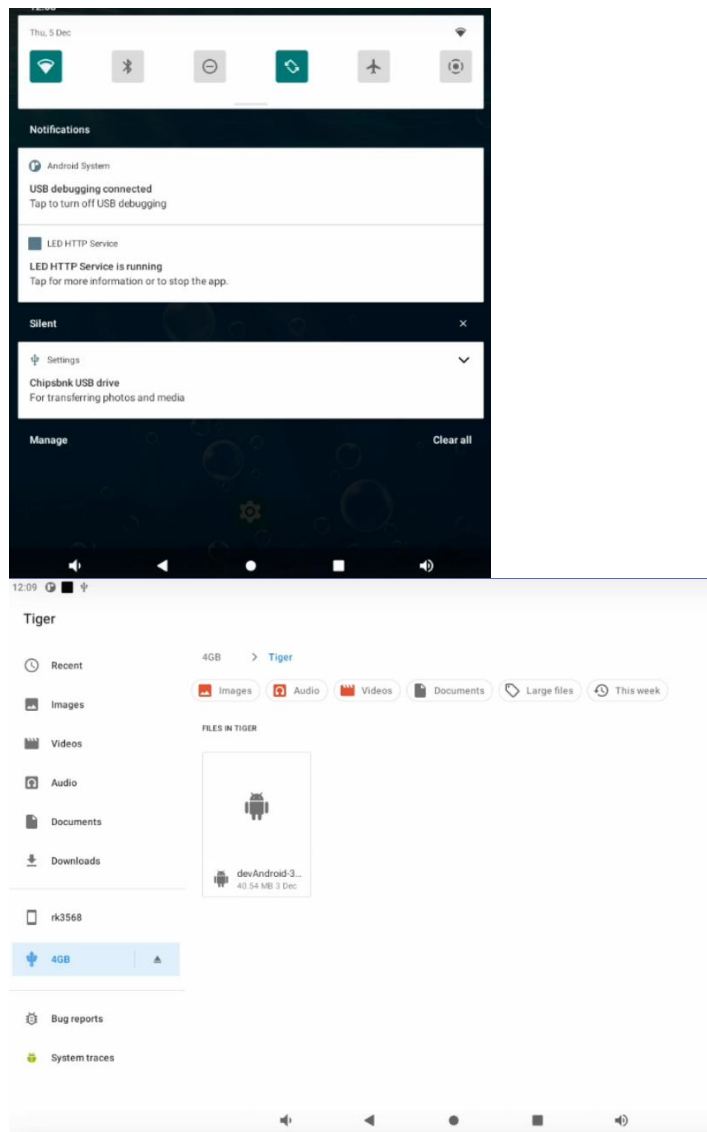 Thu, 5 Dec
Notifications
Android System
USB debugging connected
Tap to turn off USB debugging
LED HTTP Service
LED HTTP Service is running
Tap for more information or to stop the app.
Silent
Settings
Chipsbnk USB drive
For transferring photos and media
Manage Clear all
12:09
Tiger
4GB > Tiger
Recent
Images Audio Videos Documents Large files This week
Images
FILES IN TIGER
Videos
Audio
Documents
Downloads
devAndroid-3...
40.54 MB 3 Dec
rk3568
4GB
Bug reports
System traces